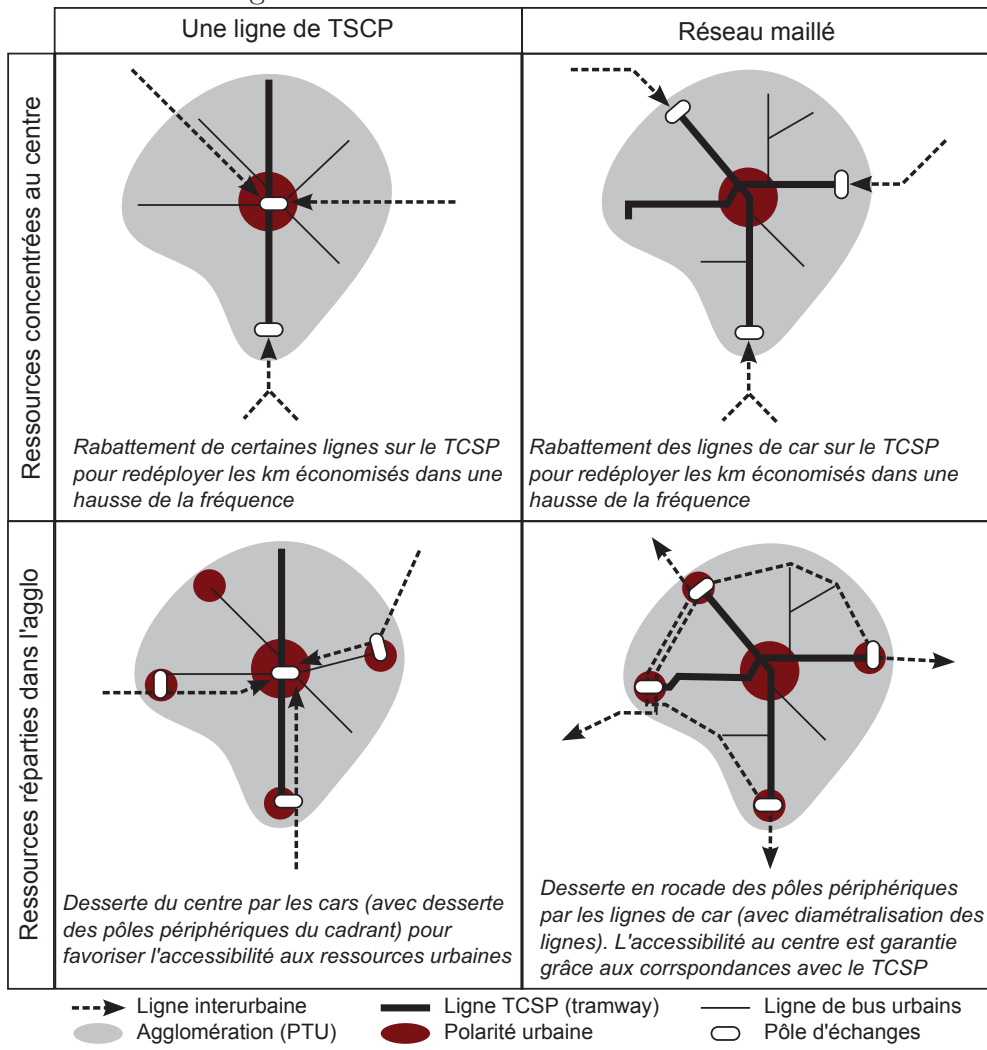 Une ligne de TSCP
Réseau maillé
Ressources concentrées au centre
Rabattement de certaines lignes sur le TCSP
pour redéployer les km économisés dans une
hausse de la fréquence
Rabattement des lignes de car sur le TCSP
pour redéployer les km économisés dans une
hausse de la fréquence
Ressources réparties dans l'agglo
Desserte du centre par les cars (avec desserte
des pôles périphériques du cadrant) pour
favoriser l'accessibilité aux ressources urbaines
Desserte en rocade des pôles périphériques
par les lignes de car (avec diamétralisation des
lignes). L'accessibilité au centre est garantie
grâce aux corrspondances avec le TCSP
Ligne interurbaine
Ligne TCSP (tramway)
Ligne de bus urbains
Agglomération (PTU)
Polarité urbaine
Pôle d'échanges